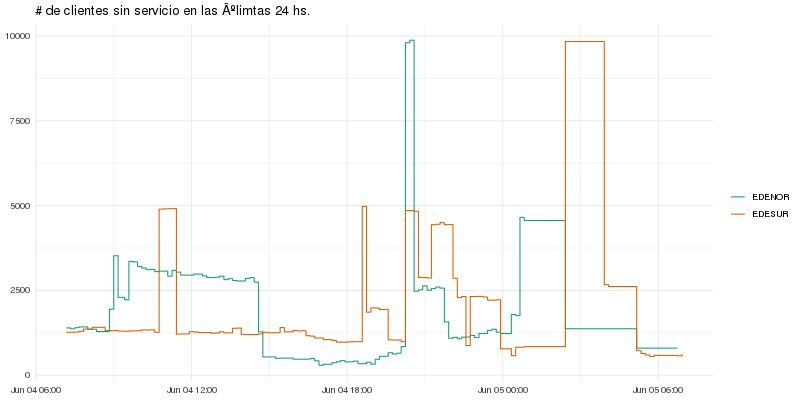 # de clientes sin servicio en las Ãºlimtas 24 hs.
10000
7500
5000
2500
0
Jun 04 06:00
Jun 04 12:00
Jun 04 18:00
Jun 05 00:00
Jun 05 06:00
EDENOR
EDESUR